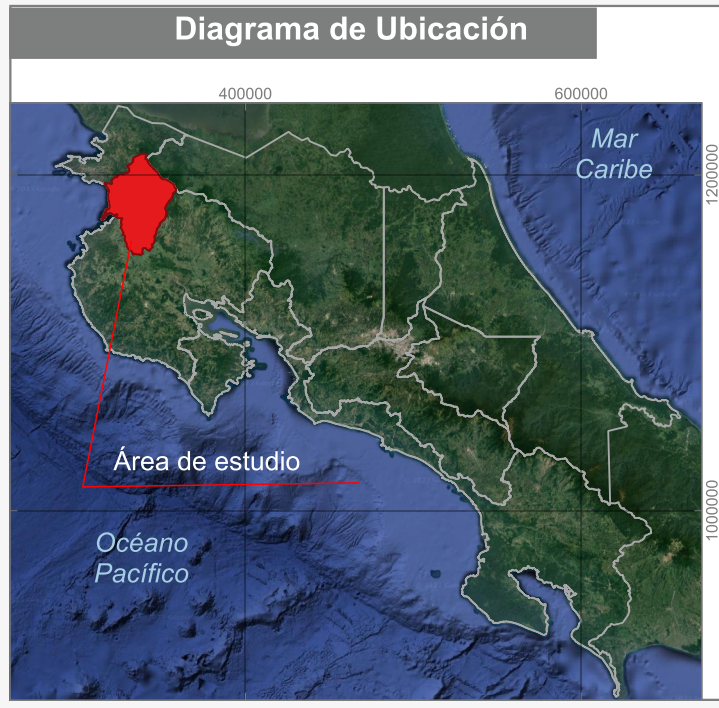 Diagrama de Ubicación
400000
600000
Mar
Caribe
1200000
Área de estudio
1000000
Océano
Pacífico